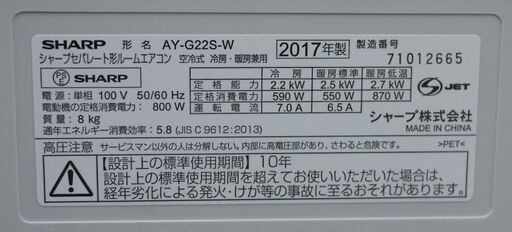 SHARP 形名 AY-G22S-W 2017年製 製造番号
シャープセパレート形ルームエアコン 空冷式 冷房・暖房兼用 71012665
PSE SHARP 冷房 暖房標準 暖房低温
定格能力 2.2 kW 2.5 kW 2.7 kW
電源:単相 100 V 50/60 Hz 定格消費電力 590 W 550 W 870 W JET
電動機の定格消費電力: 800 W 運転電流 7.0 A 6.5 A
質量: 8 kg シャープ株式会社
通年エネルギー消費効率: 5.8 (JIS C 9612:2013) MADE IN CHINA
高圧注意 サービスマン以外の人はあけないでください。内部に高電圧部があり、さわると危険です。 >PET<
【設計上の標準使用期間】10年
設計上の標準使用期間を超えてお使いいただいた場合は、
経年劣化による発火・けが等の事故に至るおそれがあります。